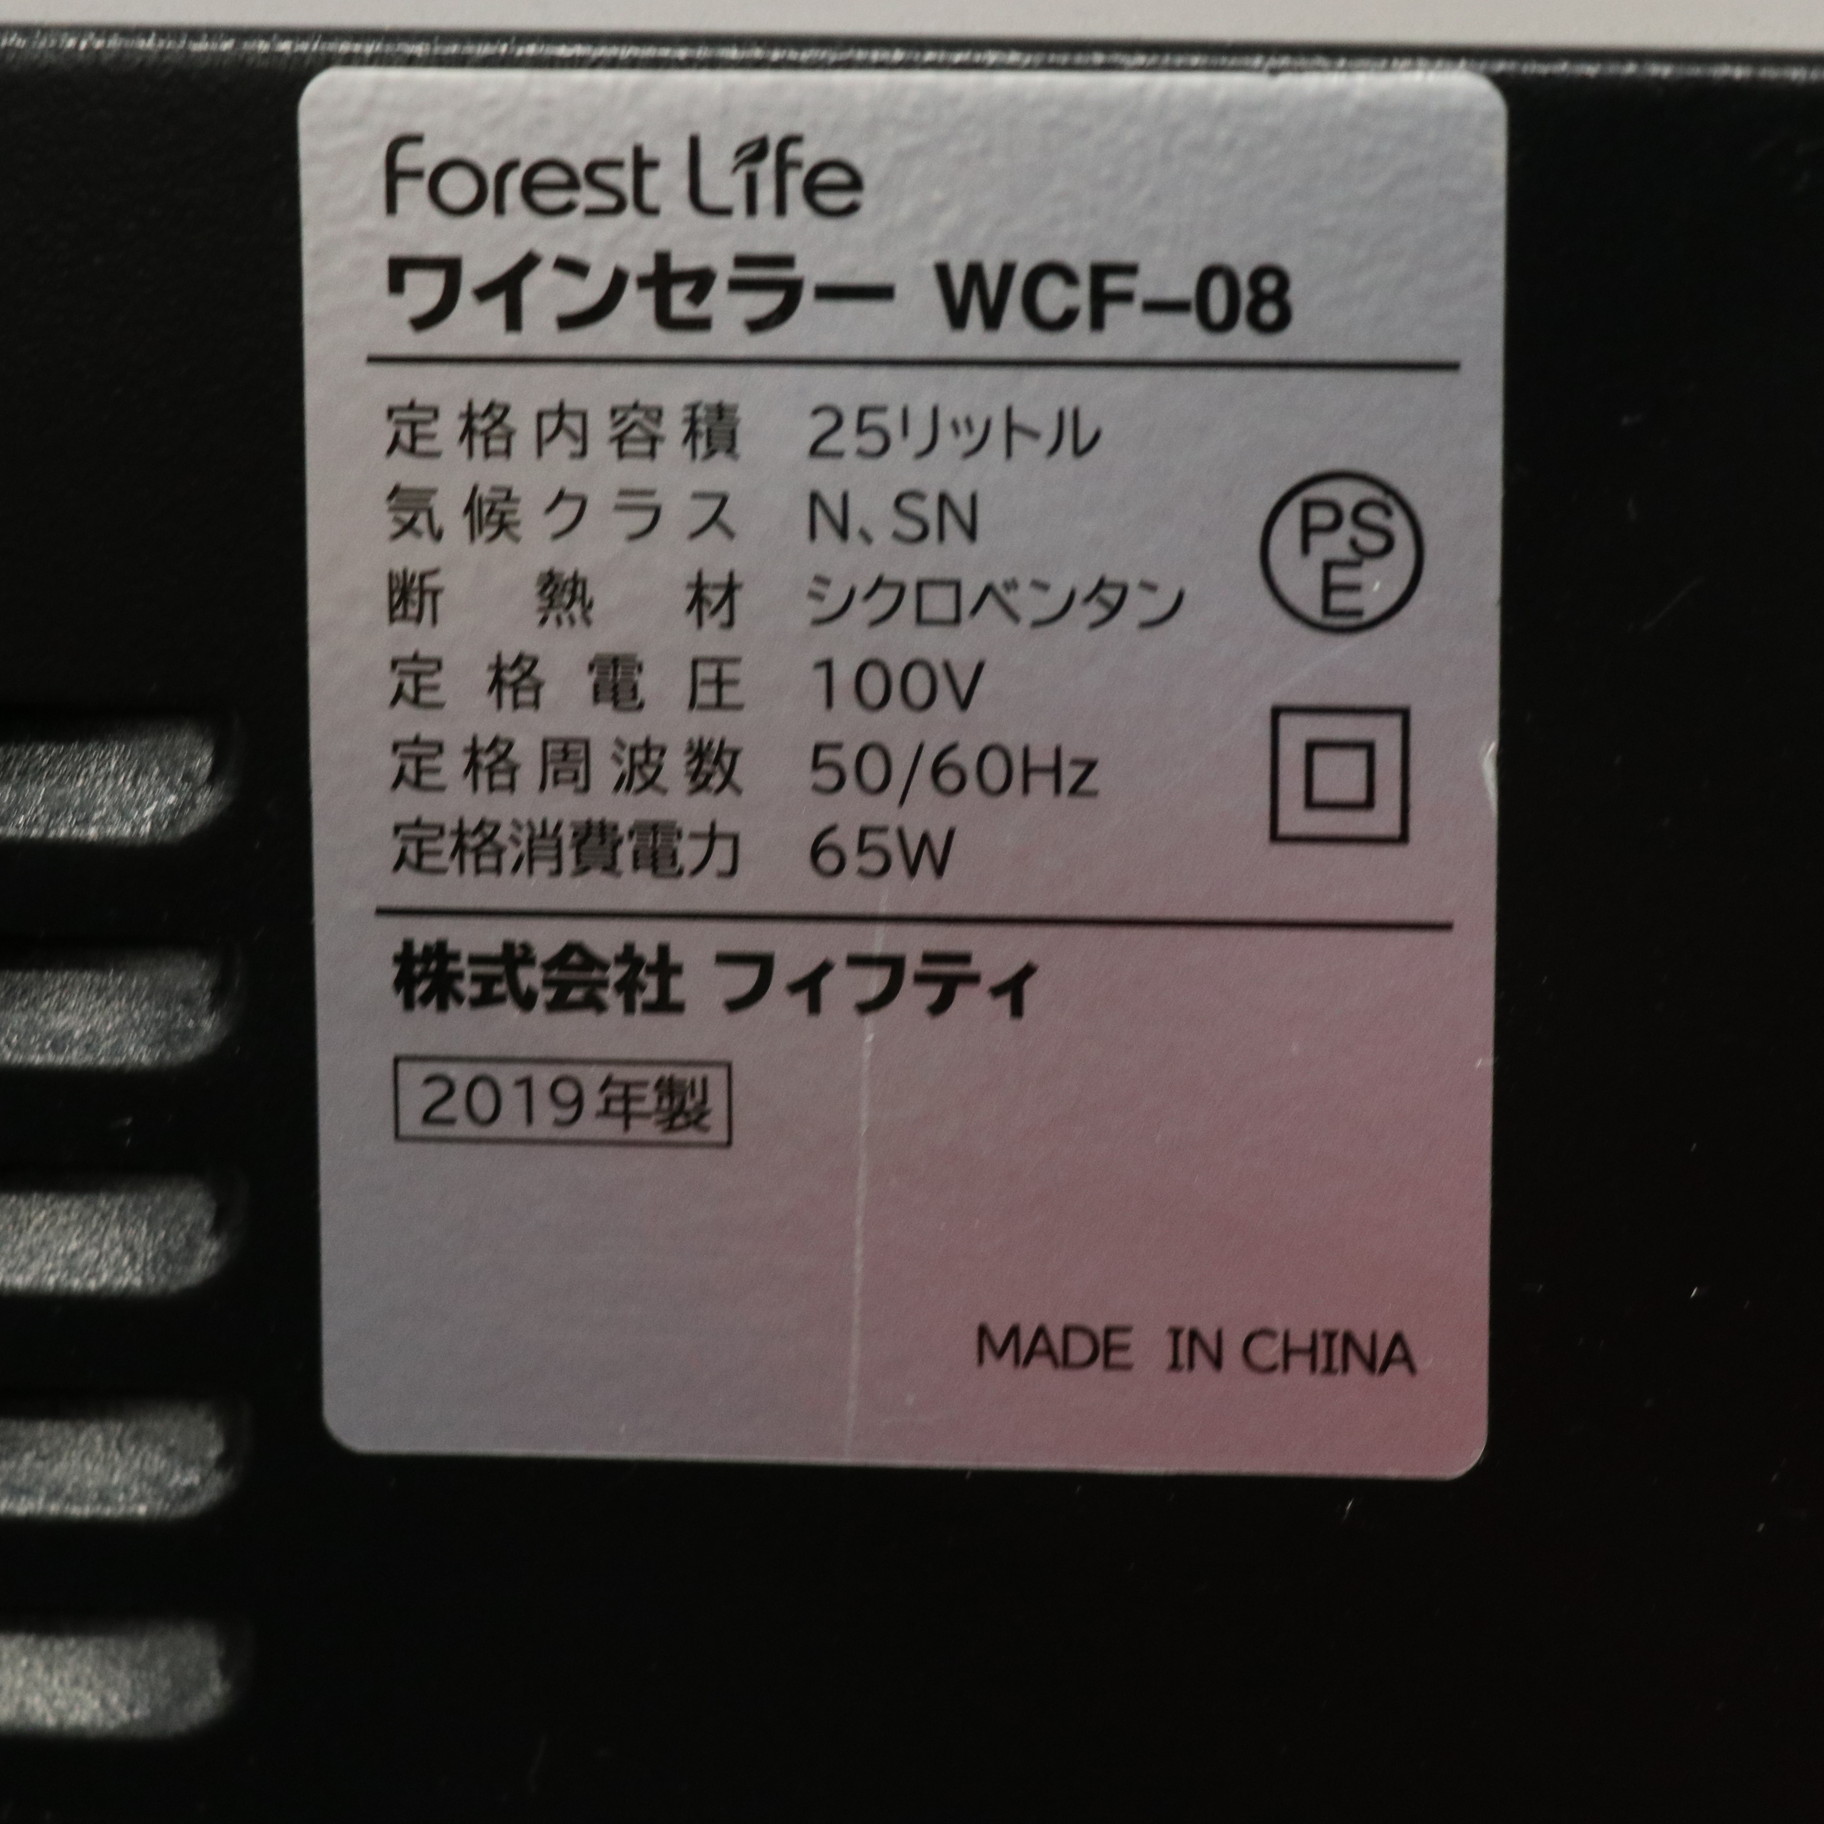 Forest Life
ワインセラー WCF-08
定格内容積 25リットル
気候クラス N、SN
断熱材 シクロベンタン
定格電圧 100V
定格周波数 50/60Hz
定格消費電力 65W
PS
E
株式会社 フィフティ
2019年製
MADE IN CHINA